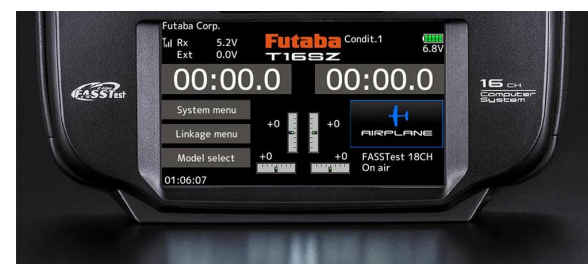 Futaba Corp.
Rx 5.2V
Ext 0.0V
Futaba
T16SZ
Condit.1
6.8V
00:00.0
00:00.0
FASSTest
16 CH
Computer
System
System menu
Linkage menu
Model select
+0
+0
+0
+0
AIRPLANE
FASSTest 18CH
On air
01:06:07